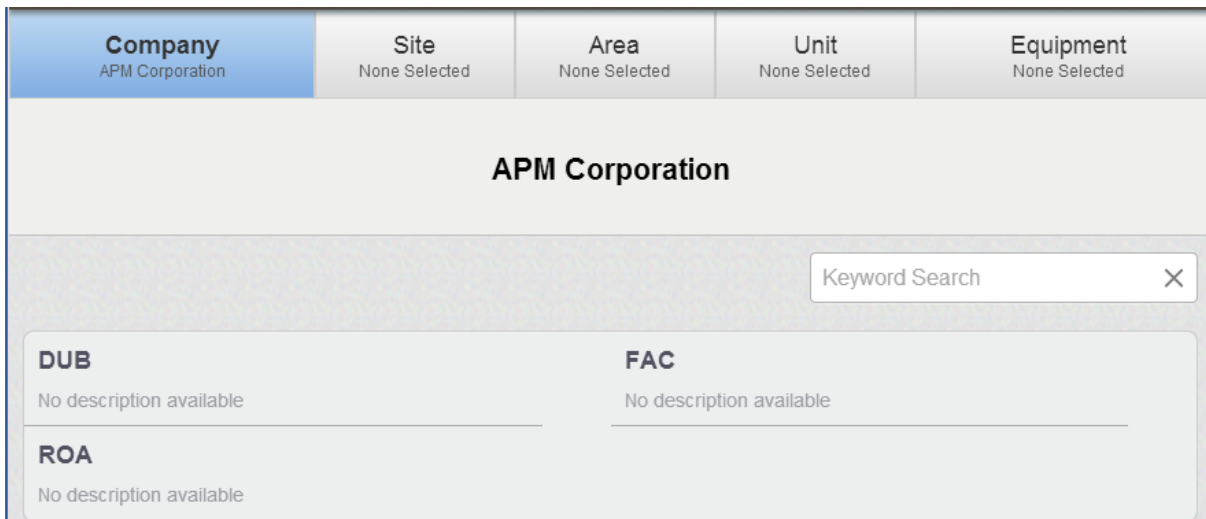 Company Site Area Unit Equipment
APM Corporation None Selected None Selected None Selected None Selected
APM Corporation
Keyword Search
DUB FAC
No description available No description available
ROA
No description available